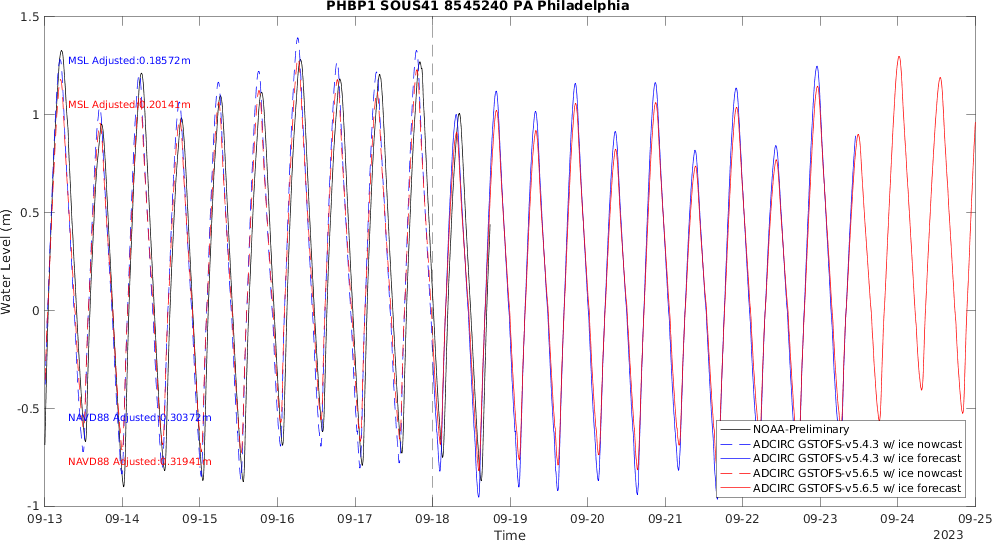 PHBP1 SOUS41 8545240 PA Philadelphia
1.5
MSL Adjusted:0.18572m
MSL Adjusted:0.20141m
1
0.5
Water Level (m)
0
-0.5
NAVD88 Adjusted:0.30372m
NAVD88 Adjusted:0.31941m
NOAA-Preliminary
ADCIRC GSTOFS-v5.4.3 w/ ice nowcast
ADCIRC GSTOFS-v5.4.3 w/ ice forecast
ADCIRC GSTOFS-v5.6.5 w/ ice nowcast
ADCIRC GSTOFS-v5.6.5 w/ ice forecast
-1
09-13 09-14 09-15 09-16 09-17 09-18 09-19 09-20 09-21 09-22 09-23 09-24 09-25
Time
2023